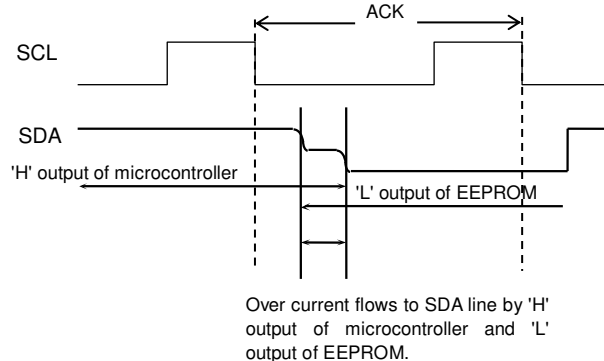 ACK
SCL
SDA
'H' output of microcontroller
'L' output of EEPROM
Over current flows to SDA line by 'H'
output of microcontroller and 'L'
output of EEPROM.